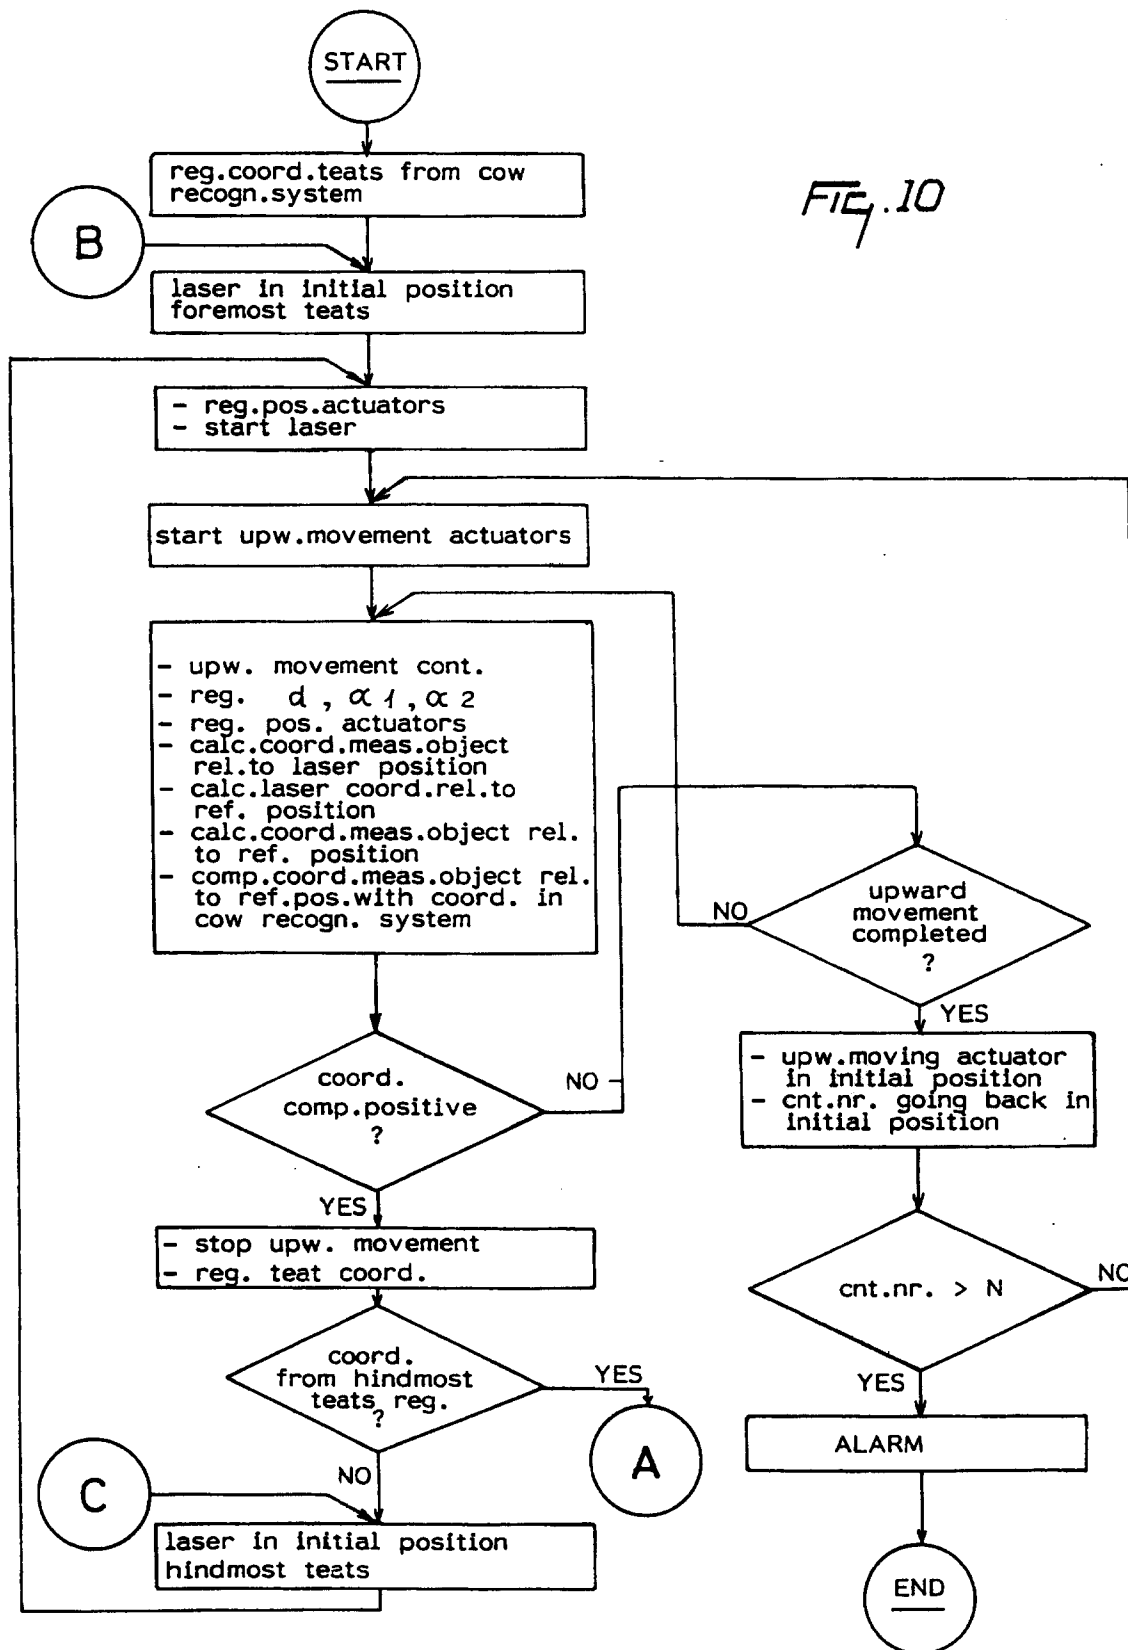 START
reg.coord.teats from cow
recogn.system
Fig.10
B
laser in initial position
foremost teats
- reg.pos.actuators
- start laser
start upw.movement actuators
- upw. movement cont.
- reg. d , α1, α2
- reg. pos. actuators
- calc.coord.meas.object
rel.to laser position
- calc.laser coord.rel.to
ref. position
- calc.coord.meas.object rel.
to ref. position
- comp.coord.meas.object rel.
to ref.pos.with coord. in
cow recogn. system
NO
upward
movement
completed
?
YES
- upw.moving actuator
in initial position
- cnt.nr. going back in
initial position
coord.
comp.positive
?
NO
YES
- stop upw. movement
- reg. teat coord.
cnt.nr. > N
NO
YES
coord.
from hindmost
teats reg.
?
YES
A
ALARM
NO
C
laser in initial position
hindmost teats
END